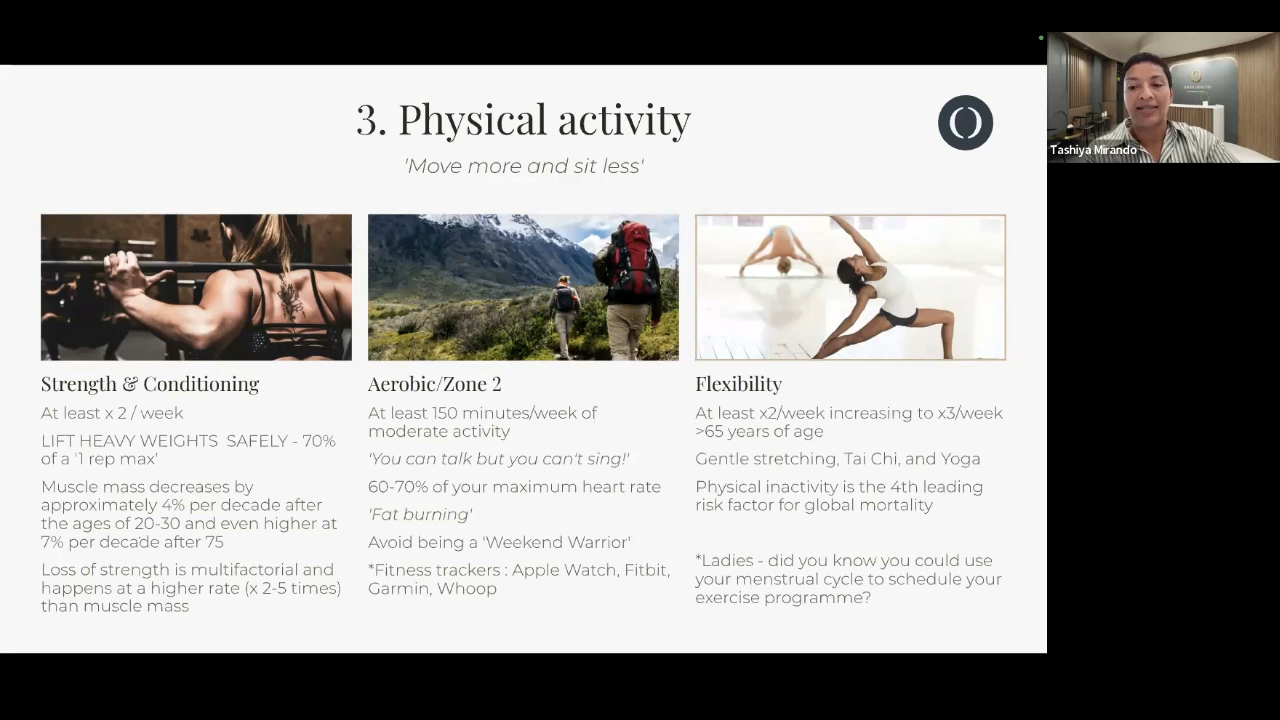 3. Physical activity
'Move more and sit less'
Tashiya Mirando
Strength & Conditioning
At least x 2 / week
LIFT HEAVY WEIGHTS SAFELY - 70%
of a '1 rep max'
Muscle mass decreases by
approximately 4% per decade after
the ages of 20-30 and even higher at
7% per decade after 75
Loss of strength is multifactorial and
happens at a higher rate (x 2-5 times)
than muscle mass
Aerobic/Zone 2
At least 150 minutes/week of
moderate activity
'You can talk but you can't sing!'
60-70% of your maximum heart rate
'Fat burning'
Avoid being a 'Weekend Warrior'
*Fitness trackers : Apple Watch, Fitbit,
Garmin, Whoop
Flexibility
At least x2/week increasing to x3/week
>65 years of age
Gentle stretching, Tai Chi, and Yoga
Physical inactivity is the 4th leading
risk factor for global mortality
*Ladies - did you know you could use
your menstrual cycle to schedule your
exercise programme?